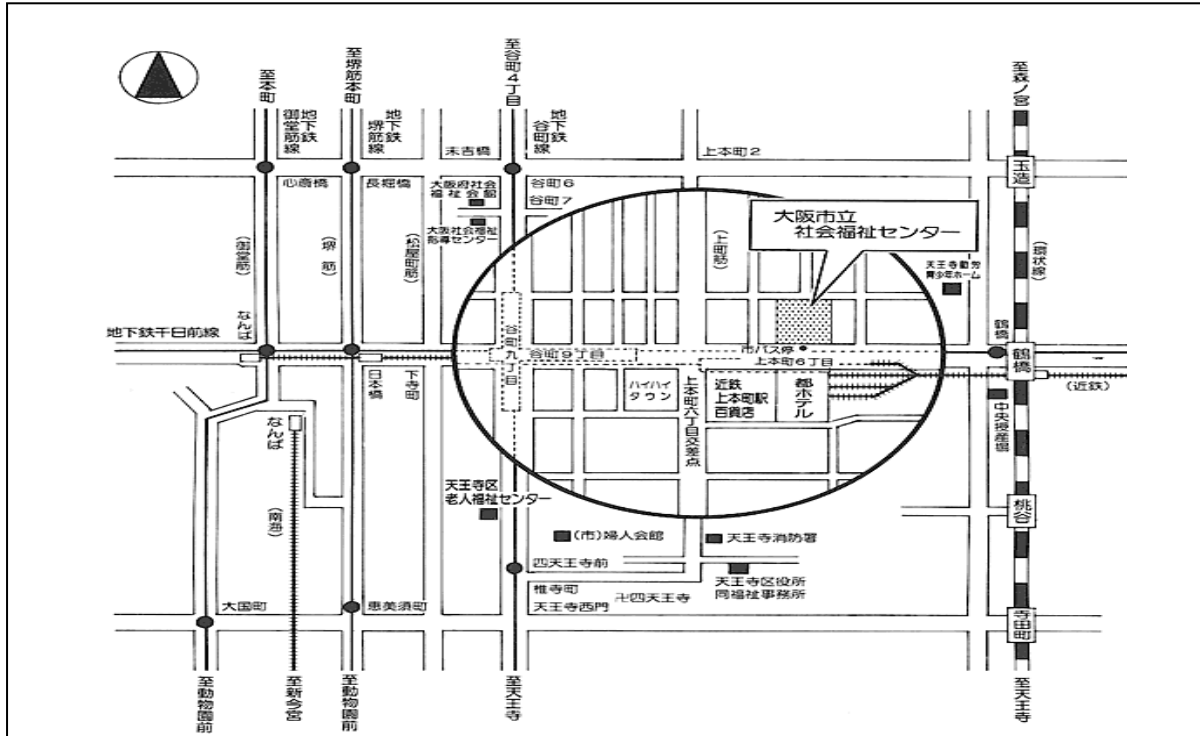 至本町
至堺筋本町
至谷町4丁目
至森ノ宮
地下鉄
御堂筋線
地下鉄
堺筋線
地下鉄
谷町線
末吉橋
上本町2
玉造
心斎橋
長堀橋
大阪府社会
福祉会館
谷町6
谷町7
大阪市立
社会福祉センター
大阪社会福祉
指導センター
(御堂筋)
(堺筋)
(松屋町筋)
(上町筋)
天王寺勤労
青少年ホーム
(環状線)
地下鉄千日前線
なんば
谷町九丁目
谷町9丁目
市バス停
上本町6丁目
鶴橋
鶴橋
(近鉄)
日本橋
下寺町
ハイハイ
タウン
上本町六丁目交差点
近鉄
上本町駅
百貨店
都ホテル
中央授産場
なんば
(南海)
天王寺区
老人福祉センター
桃谷
(市)婦人会館
天王寺消防署
四天王寺前
天王寺区役所
同福祉事務所
椎寺町
卍四天王寺
大国町
恵美須町
天王寺西門
寺田町
至動物園前
至新今宮
至動物園前
至天王寺
至天王寺